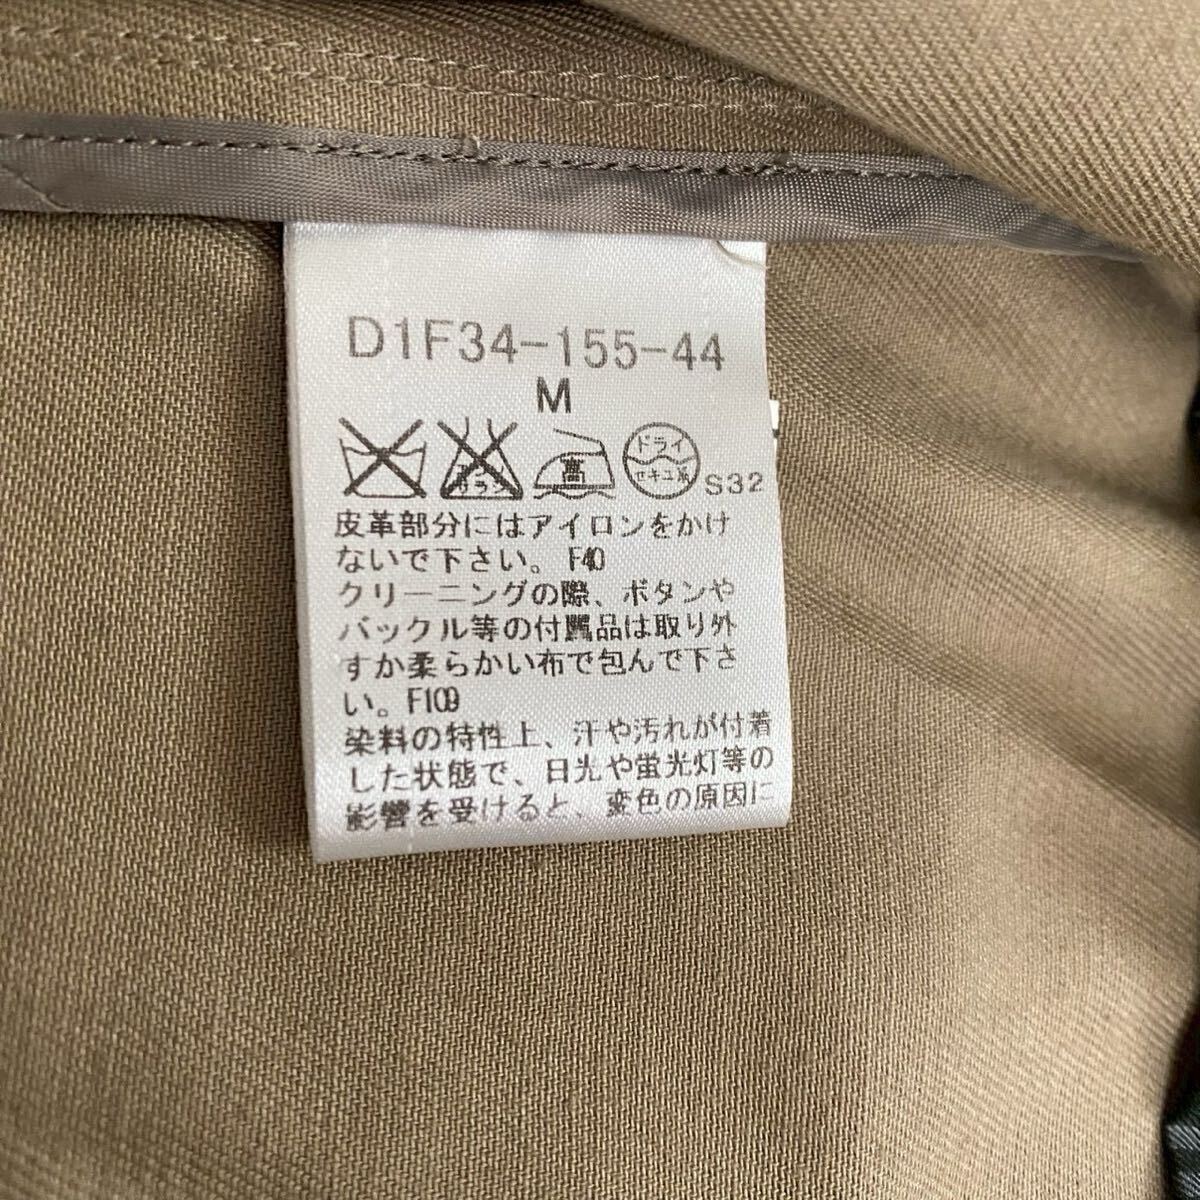 D1F34-155-44
M
高
ドライ
セキユ系
S32
皮革部分にはアイロンをかけ
ないで下さい。F40
クリーニングの際、ボタンや
バックル等の付属品は取り外
すか柔らかい布で包んで下さ
い。F109
染料の特性上、汗や汚れが付着
した状態で、日光や蛍光灯等の
影響を受けると、変色の原因に